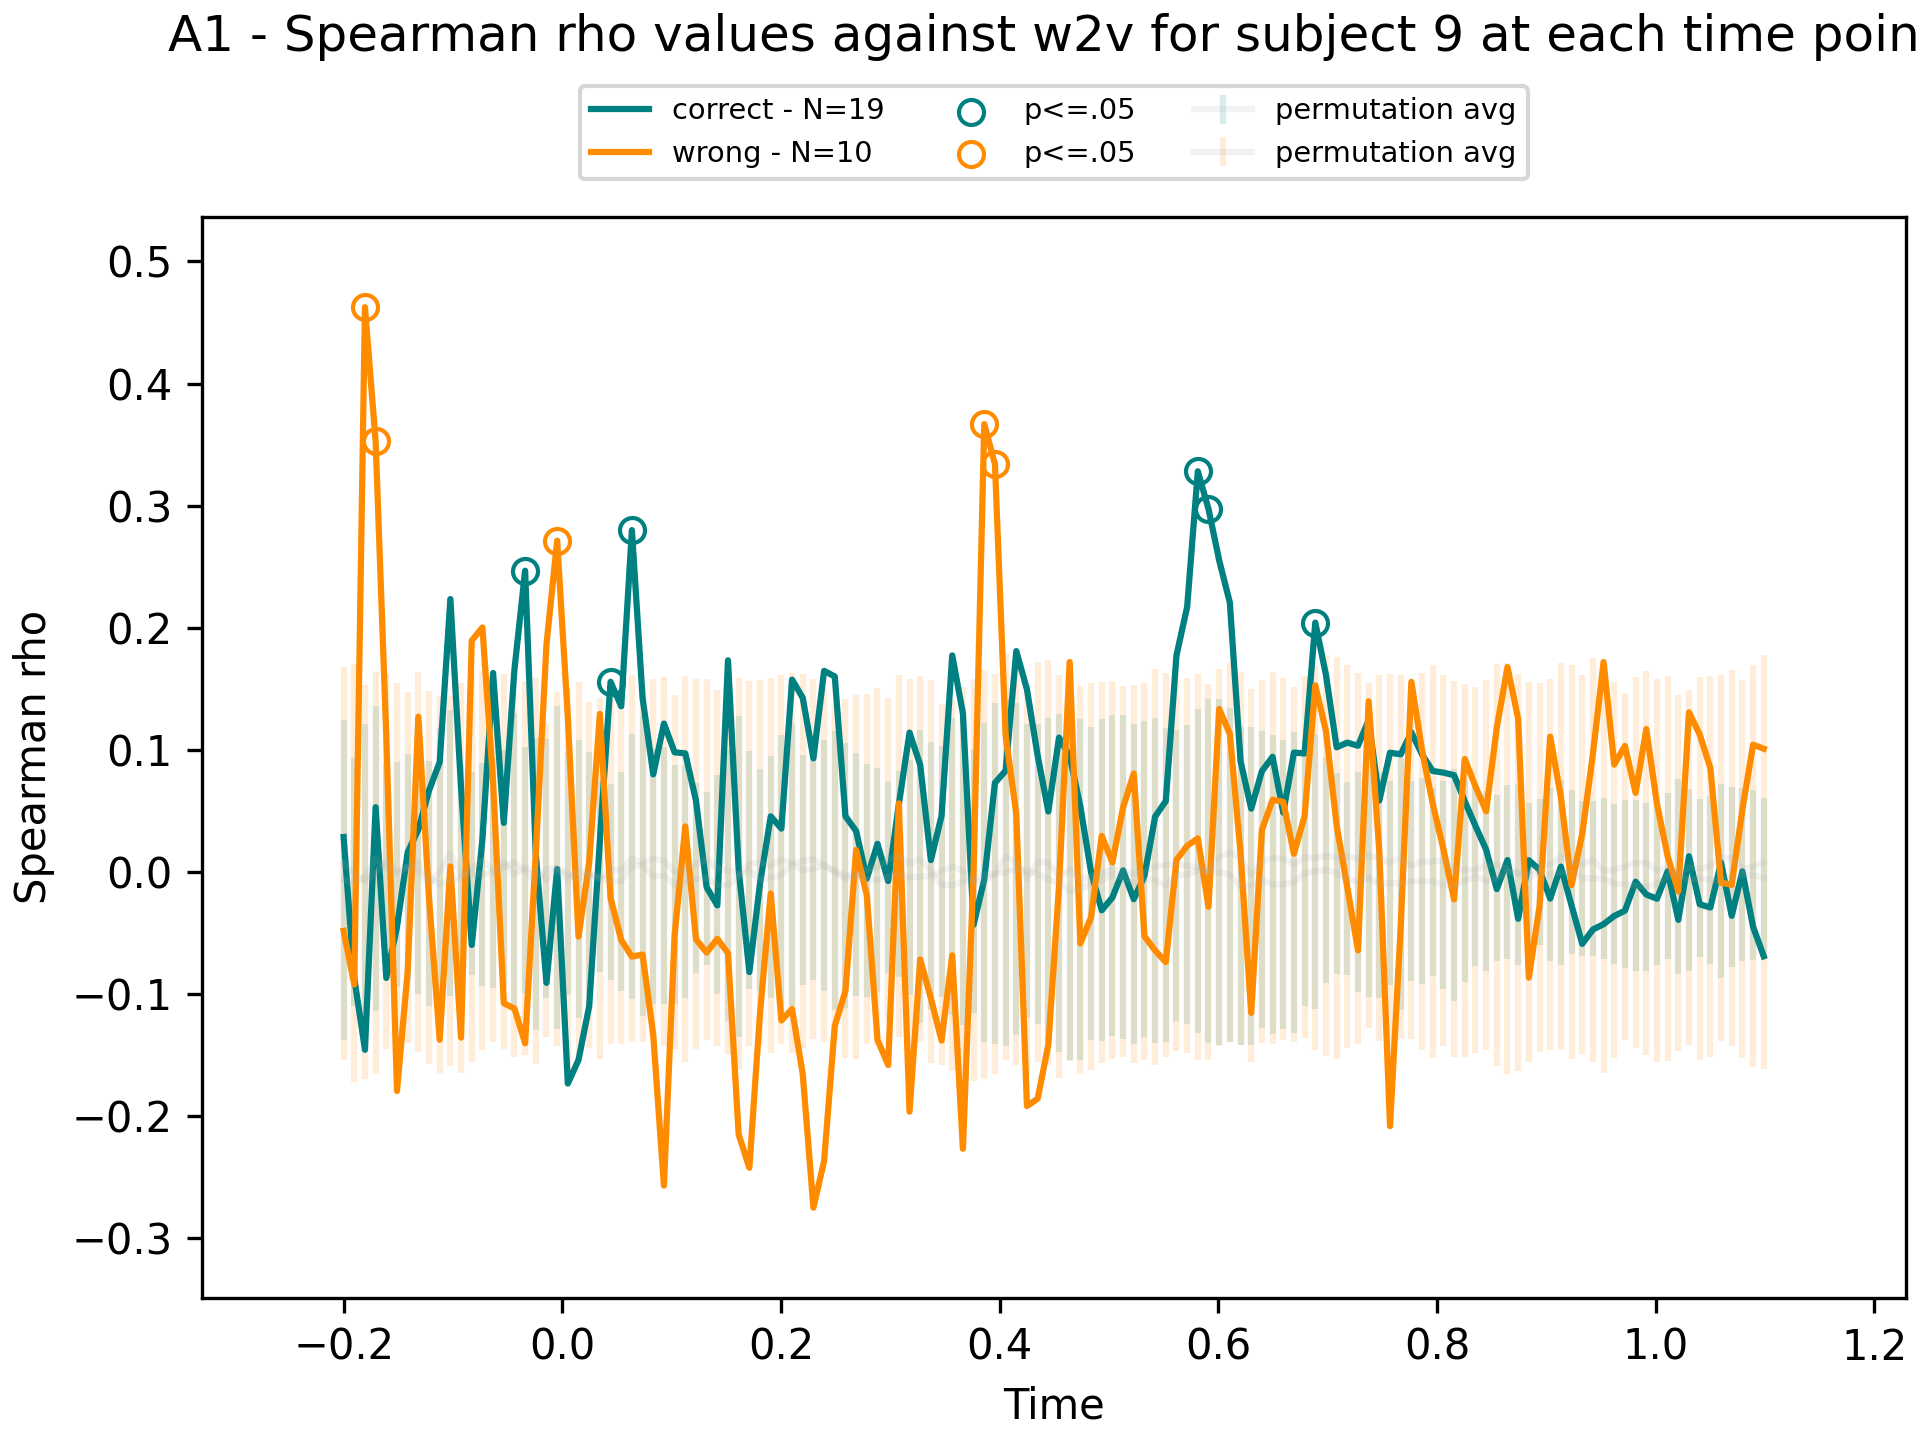 A1 - Spearman rho values against w2v for subject 9 at each time poin
correct - N=19
wrong - N=10
p<=.05
p<=.05
permutation avg
permutation avg
Spearman rho
0.5
0.4
0.3
0.2
0.1
0.0
−0.1
−0.2
−0.3
−0.2 0.0 0.2 0.4 0.6 0.8 1.0 1.2
Time